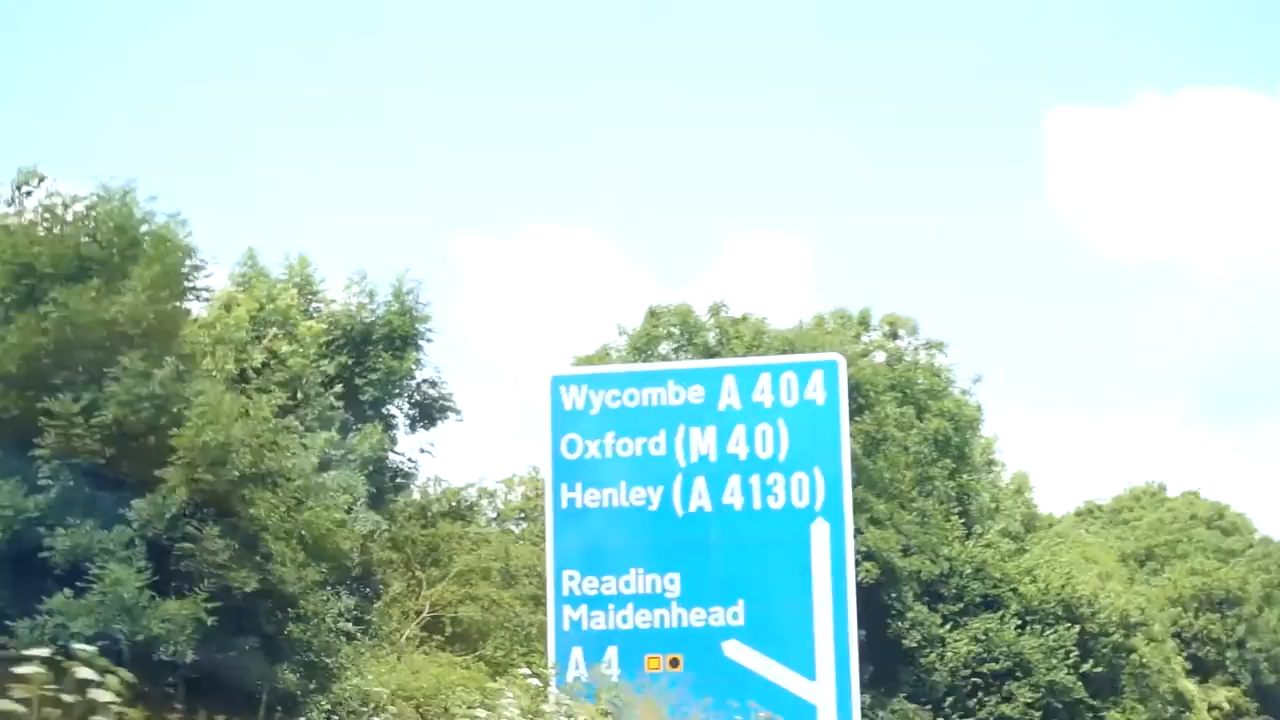 Wycombe A 404
Oxford (M 40)
Henley (A 4130)
Reading
Maidenhead
A 4